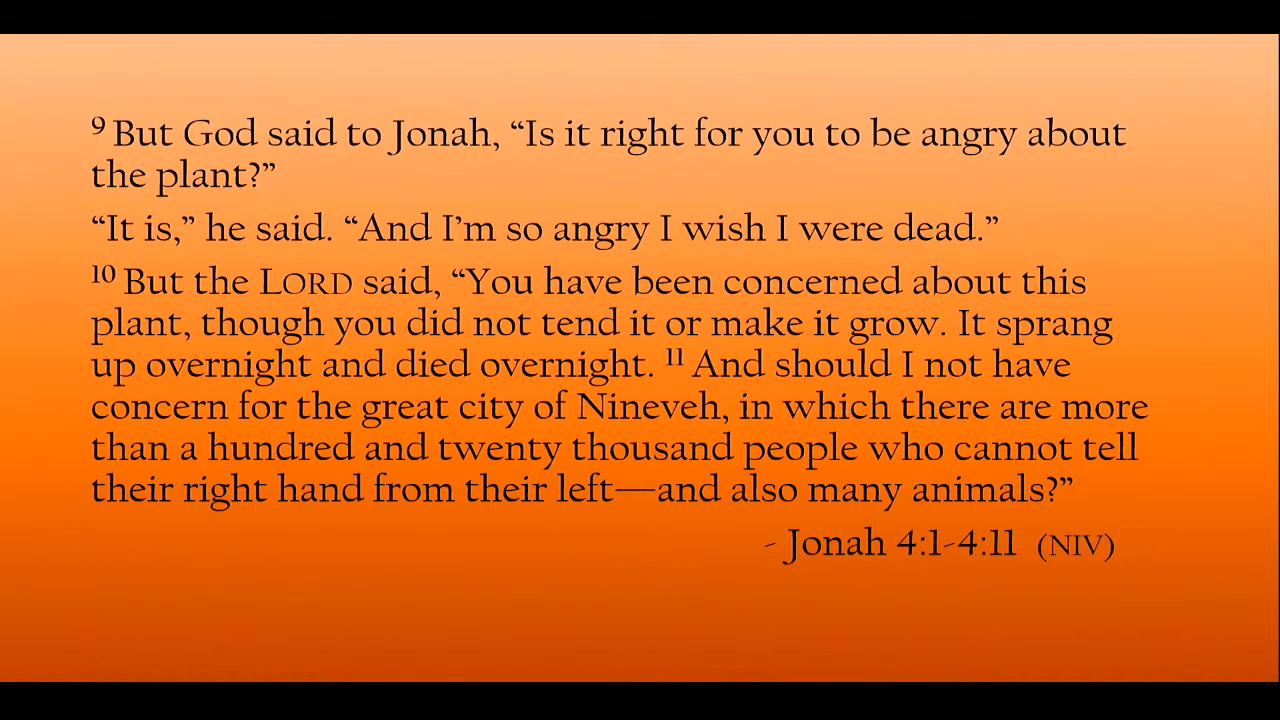 ⁹ But God said to Jonah, “Is it right for you to be angry about
the plant?”
“It is,” he said. “And I’m so angry I wish I were dead.”
¹⁰ But the LORD said, “You have been concerned about this
plant, though you did not tend it or make it grow. It sprang
up overnight and died overnight. ¹¹ And should I not have
concern for the great city of Nineveh, in which there are more
than a hundred and twenty thousand people who cannot tell
their right hand from their left—and also many animals?”
- Jonah 4:1-4:11 (NIV)